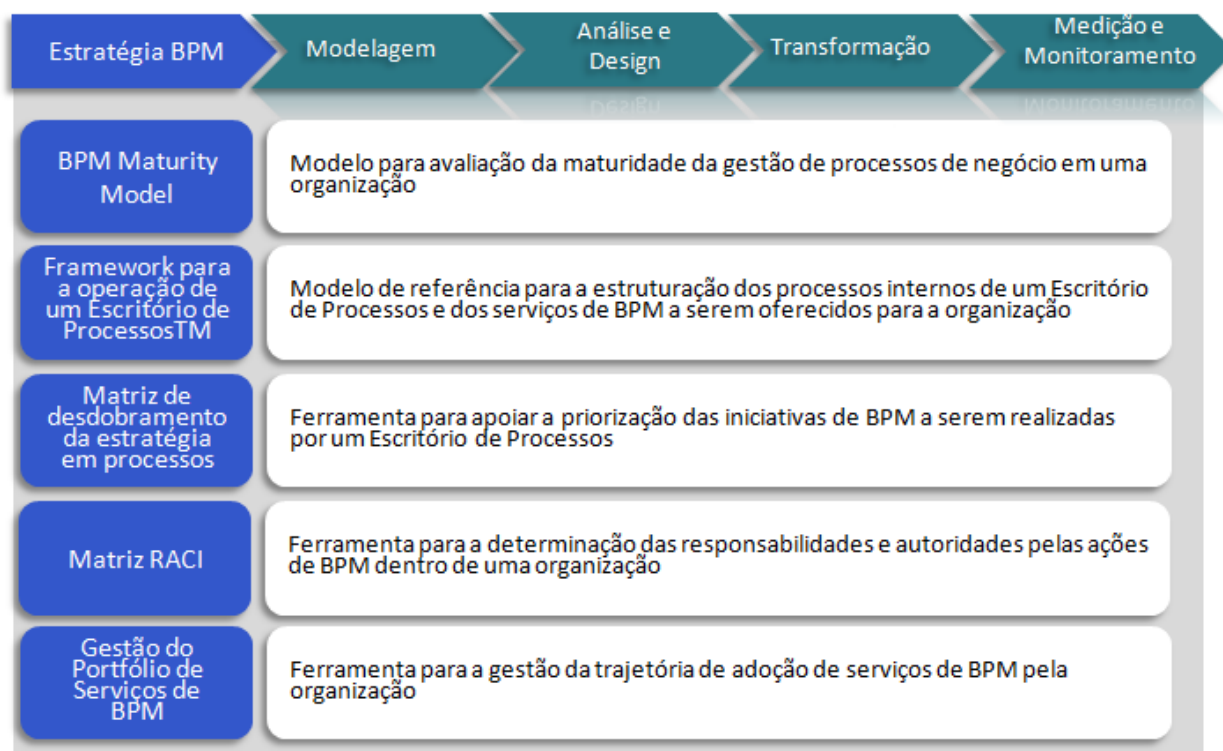 Estratégia BPM
Modelagem
Análise e
Design
Transformação
Medição e
Monitoramento
BPM Maturity
Model
Modelo para avaliação da maturidade da gestão de processos de negócio em uma
organização
Framework para
a operação de
um Escritório de
ProcessosTM
Modelo de referência para a estruturação dos processos internos de um Escritório
de Processos e dos serviços de BPM a serem oferecidos para a organização
Matriz de
desdobramento
da estratégia
em processos
Ferramenta para apoiar a priorização das iniciativas de BPM a serem realizadas
por um Escritório de Processos
Matriz RACI
Ferramenta para a determinação das responsabilidades e autoridades pelas ações
de BPM dentro de uma organização
Gestão do
Portfólio de
Serviços de
BPM
Ferramenta para a gestão da trajetória de adoção de serviços de BPM pela
organização